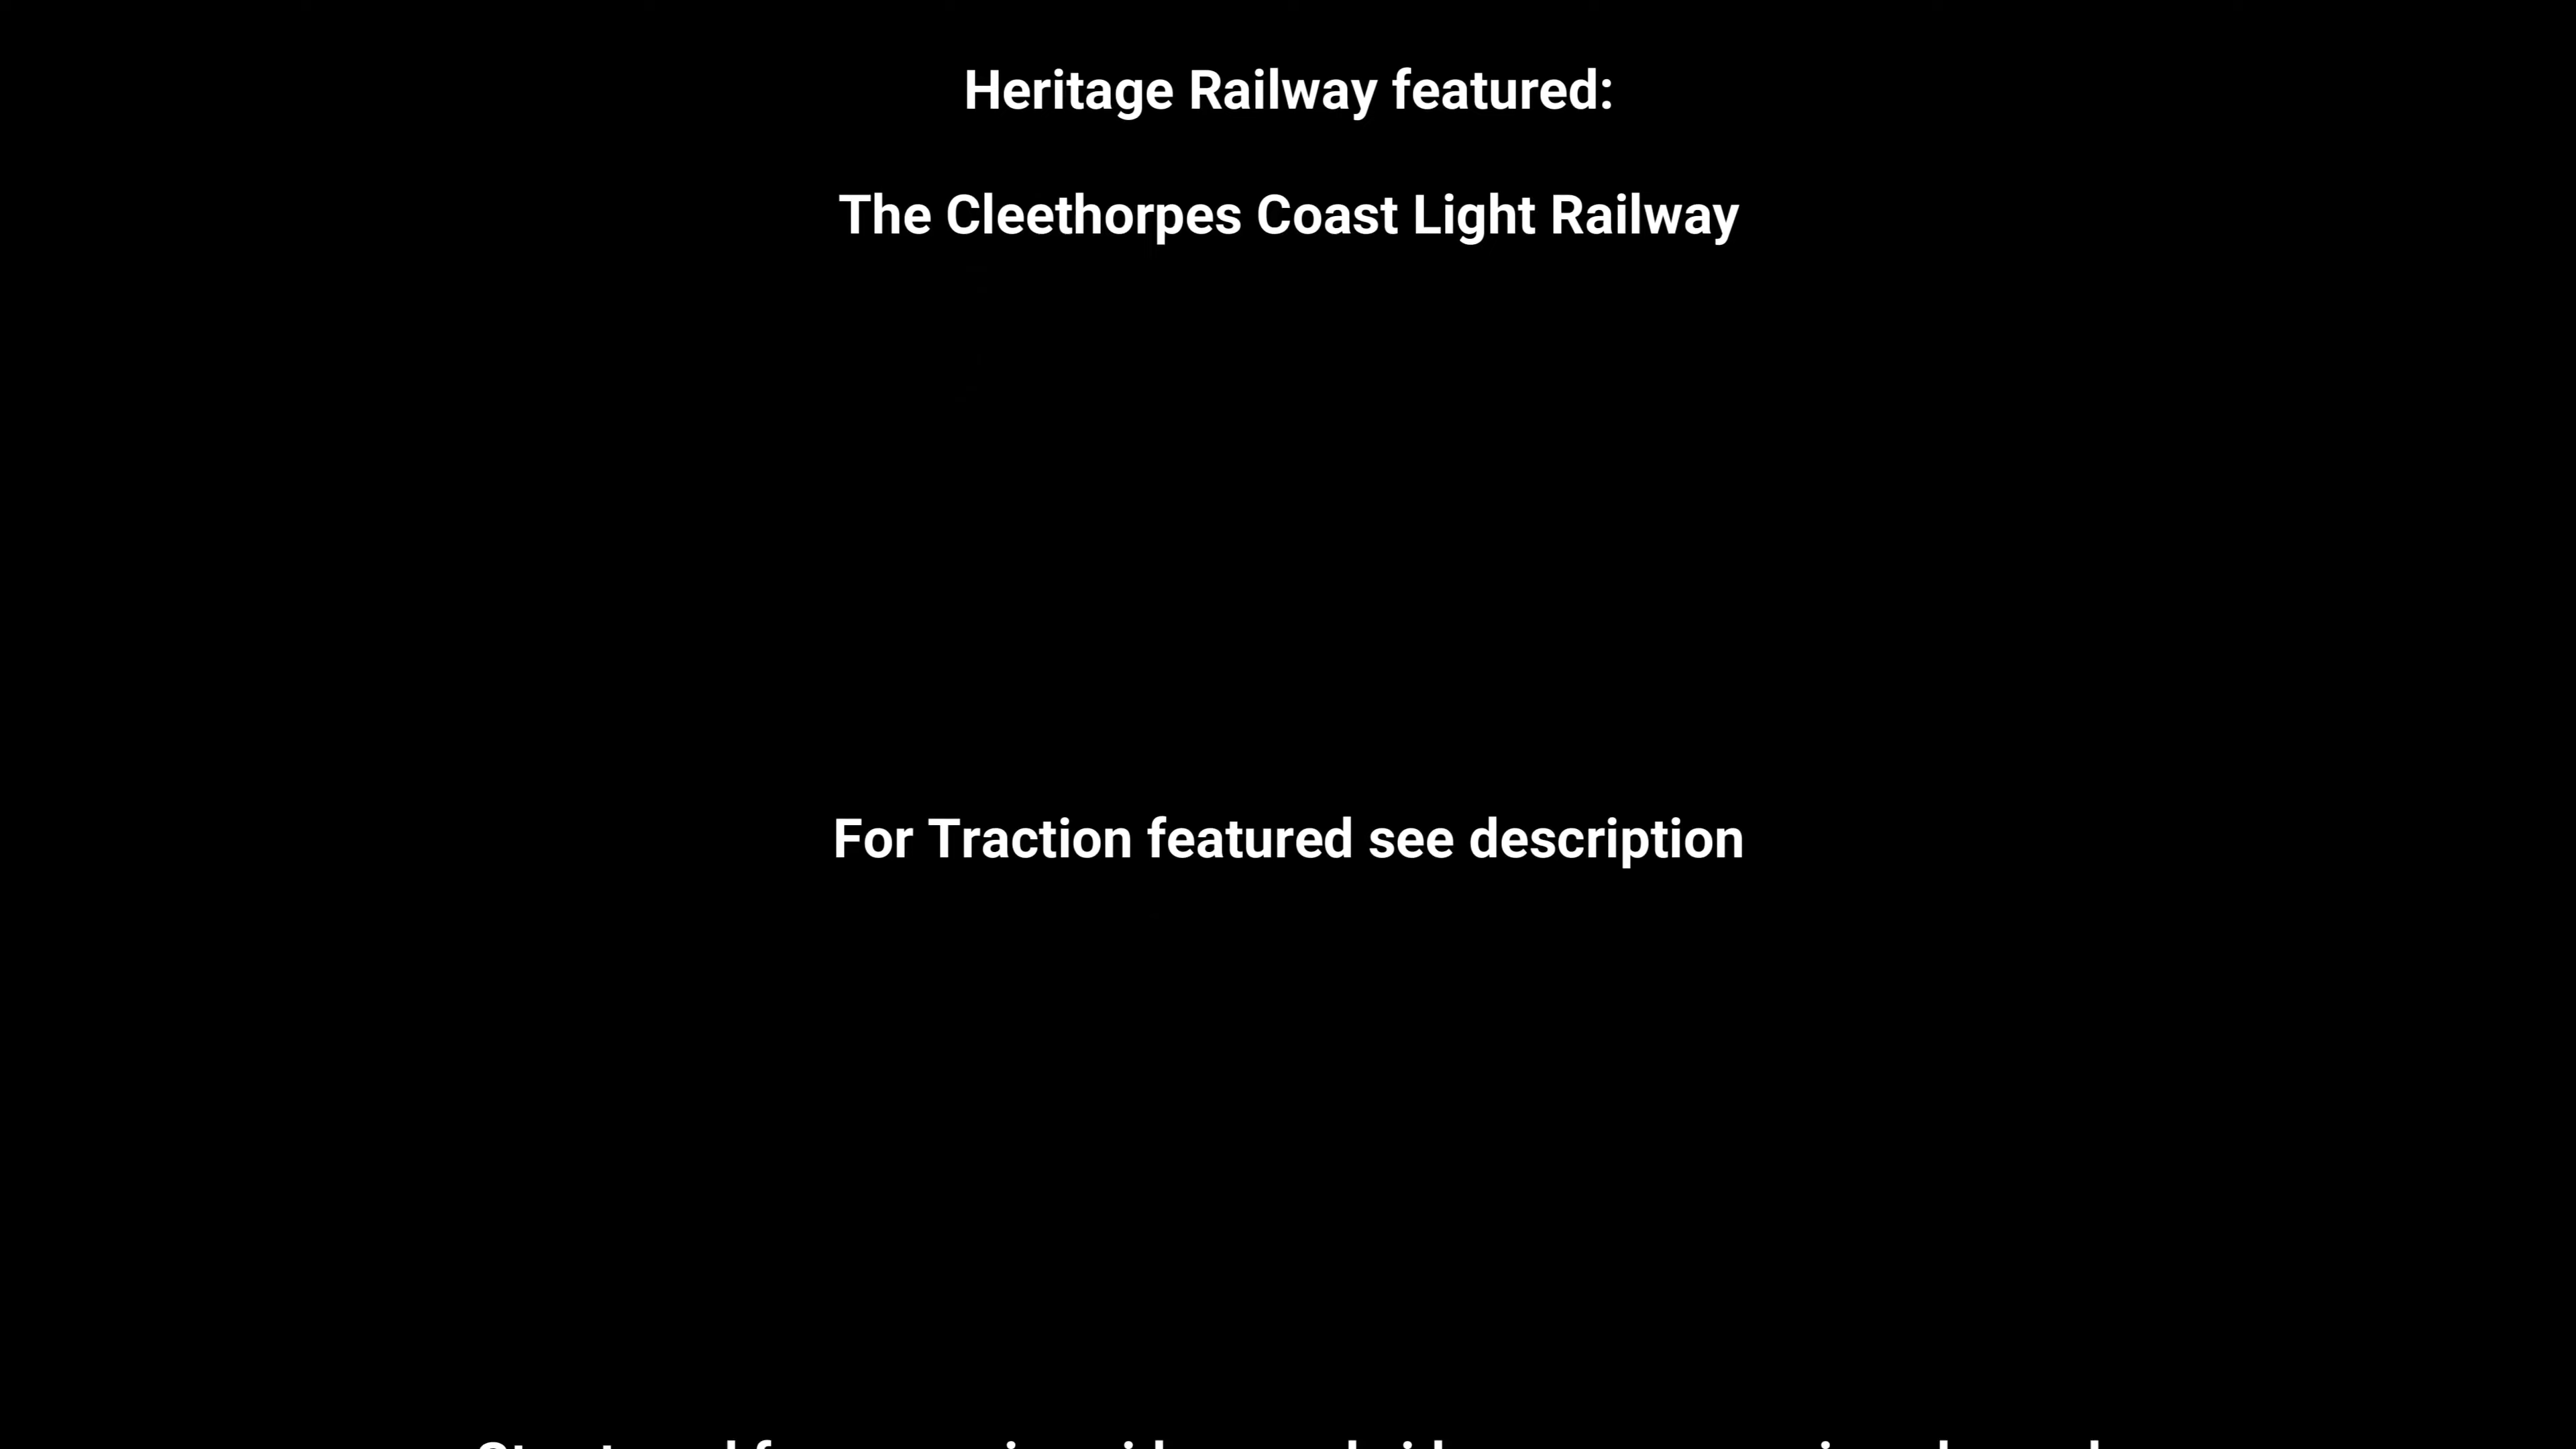 Heritage Railway featured:
The Cleethorpes Coast Light Railway
For Traction featured see description